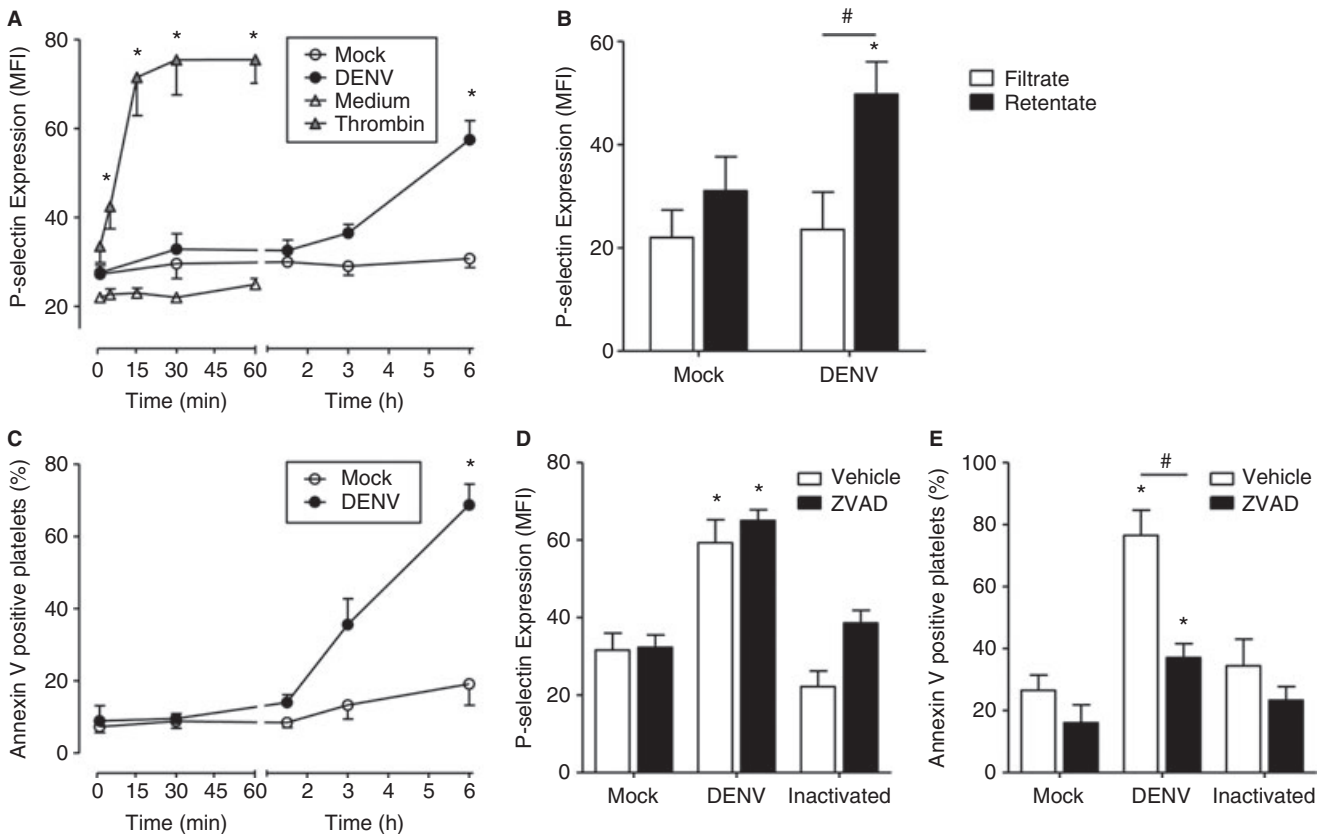 A
P-selectin Expression (MFI)
80
60
40
20
*
*
*
*
*
Mock
DENV
Medium
Thrombin
0 15 30 45 60 2 3 4 5 6
Time (min) Time (h)
B
P-selectin Expression (MFI)
60
40
20
0
#
*
Filtrate
Retentate
Mock DENV
C
Annexin V positive platelets (%)
80
60
40
20
0
*
Mock
DENV
0 15 30 45 60 2 3 4 5 6
Time (min) Time (h)
D
P-selectin Expression (MFI)
80
60
40
20
0
* *
Vehicle
ZVAD
Mock DENV Inactivated
E
Annexin V positive platelets (%)
100
80
60
40
20
0
#
*
*
Vehicle
ZVAD
Mock DENV Inactivated